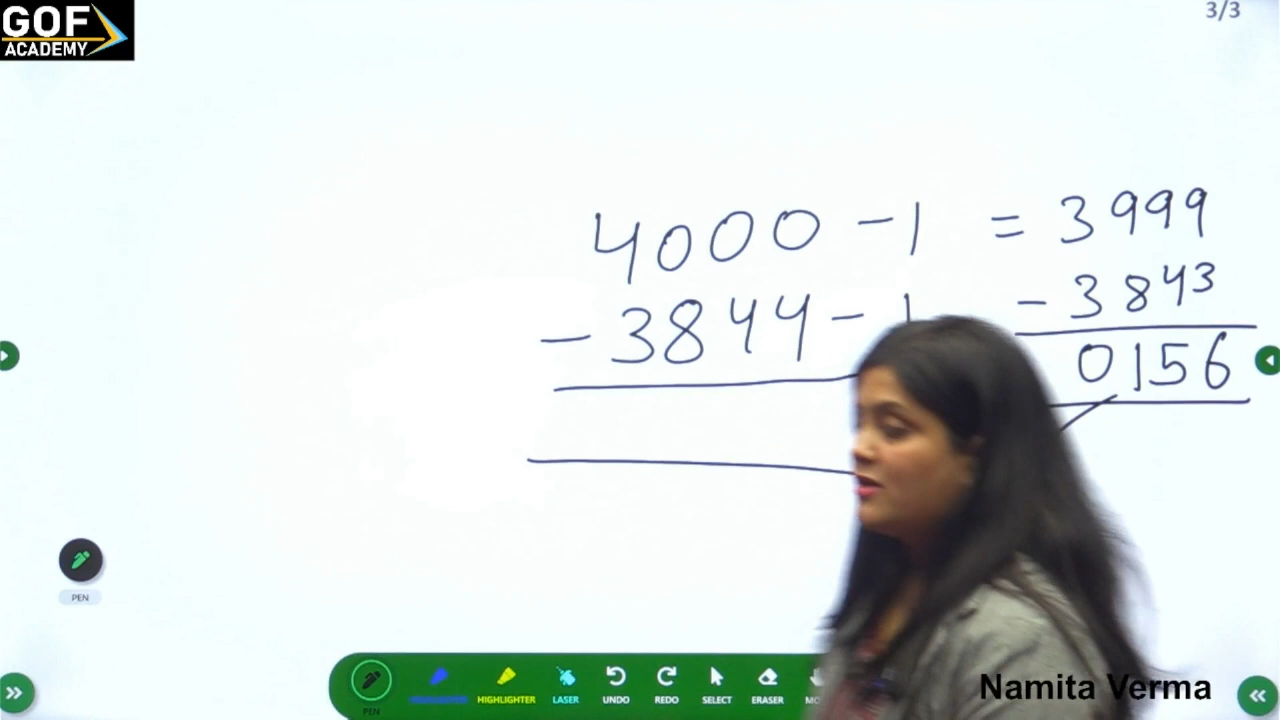 GOF
ACADEMY
3/3
4000 - 1 = 3999
- 3844 - 1 - 3843
0156
PEN
PEN
HIGHLIGHTER
LASER
UNDO
REDO
SELECT
ERASER
Namita Verma